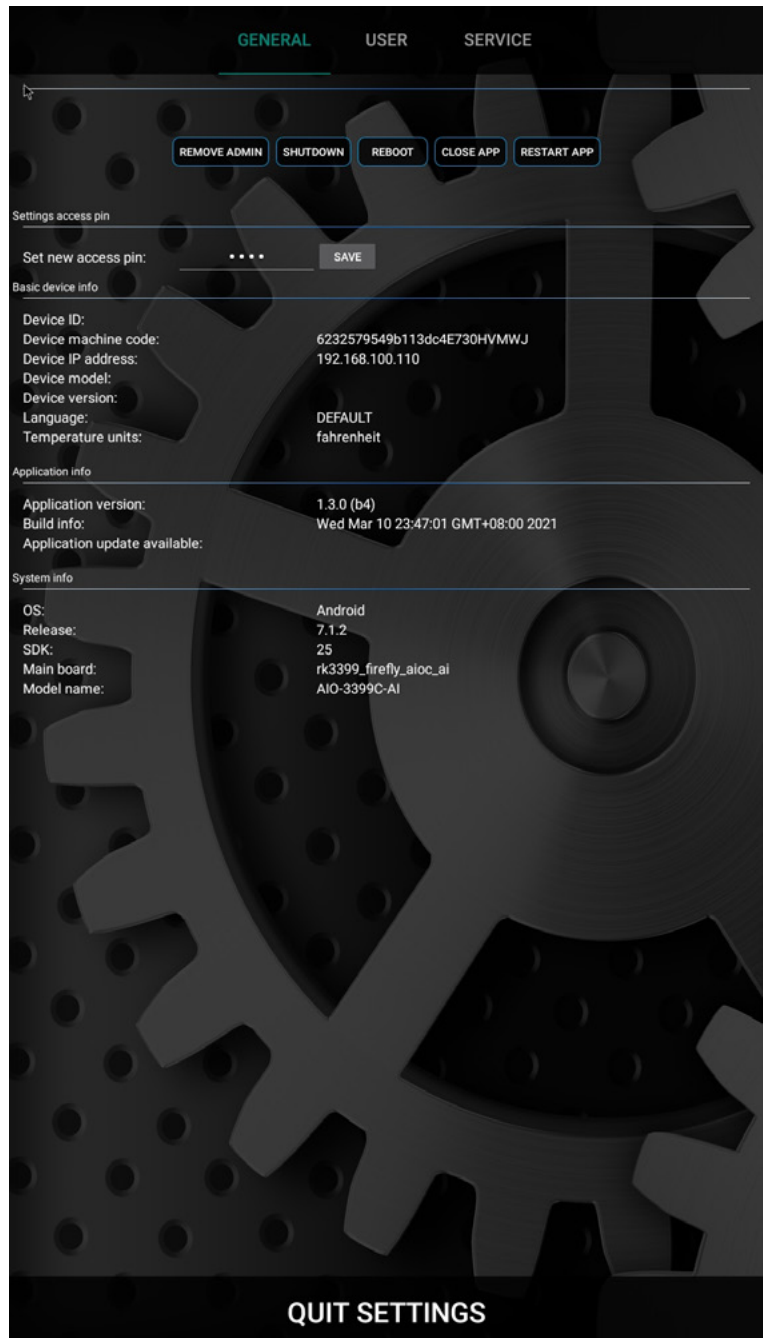 GENERAL USER SERVICE
REMOVE ADMIN SHUTDOWN REBOOT CLOSE APP RESTART APP
Settings access pin
Set new access pin: •••• SAVE
Basic device info
Device ID:
Device machine code: 6232579549b113dc4E730HVMWJ
Device IP address: 192.168.100.110
Device model:
Device version:
Language: DEFAULT
Temperature units: fahrenheit
Application info
Application version: 1.3.0 (b4)
Build info: Wed Mar 10 23:47:01 GMT+08:00 2021
Application update available:
System info
OS: Android
Release: 7.1.2
SDK: 25
Main board: rk3399_firefly_aioc_ai
Model name: AIO-3399C-AI
QUIT SETTINGS